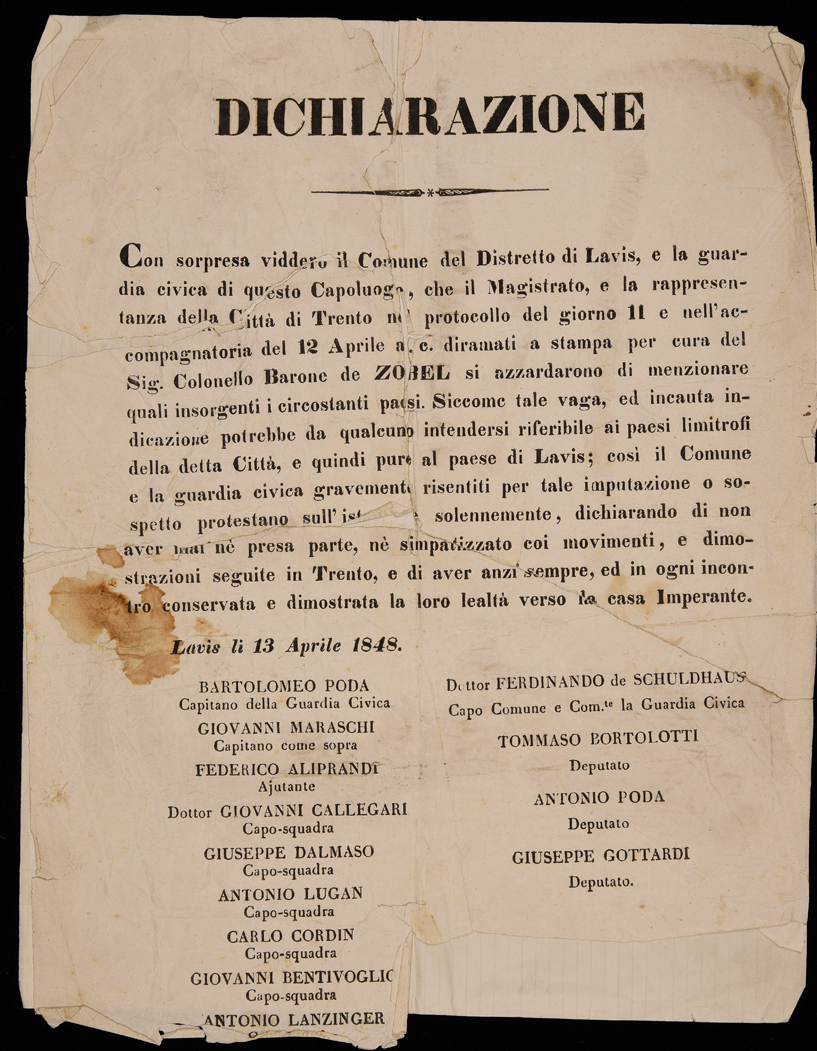 DICHIARAZIONE
Con sorpresa viddero il Comune del Distretto di Lavis, e la guar-
dia civica di questo Capoluogo, che il Magistrato, e la rappresen-
tanza della Città di Trento nel protocollo del giorno 11 e nell'ac-
compagnatoria del 12 Aprile a. c. diramati a stampa per cura del
Sig. Colonello Barone de ZOBEL si azzardarono di menzionare
quali insorgenti i circostanti paesi. Siccome tale vaga, ed incauta in-
dicazione potrebbe da qualcuno intendersi riferibile ai paesi limitrofi
della detta Città, e quindi pure al paese di Lavis; così il Comune
e la guardia civica gravemente risentiti per tale imputazione o so-
spetto protestano sull' solennemente, dichiarando di non
aver mai nè presa parte, nè simpatizzato coi movimenti, e dimo-
strazioni seguite in Trento, e di aver anzi sempre, ed in ogni incon-
tro conservata e dimostrata la loro lealtà verso la casa Imperante.
Lavis li 13 Aprile 1848.
BARTOLOMEO PODA
Capitano della Guardia Civica
GIOVANNI MARASCHI
Capitano come sopra
FEDERICO ALIPRANDI
Ajutante
Dottor GIOVANNI CALLEGARI
Capo-squadra
GIUSEPPE DALMASO
Capo-squadra
ANTONIO LUGAN
Capo-squadra
CARLO CORDIN
Capo-squadra
GIOVANNI BENTIVOGLIO
Capo-squadra
ANTONIO LANZINGER
Dottor FERDINANDO de SCHULDHAUS
Capo Comune e Com.te la Guardia Civica
TOMMASO BORTOLOTTI
Deputato
ANTONIO PODA
Deputato
GIUSEPPE GOTTARDI
Deputato.